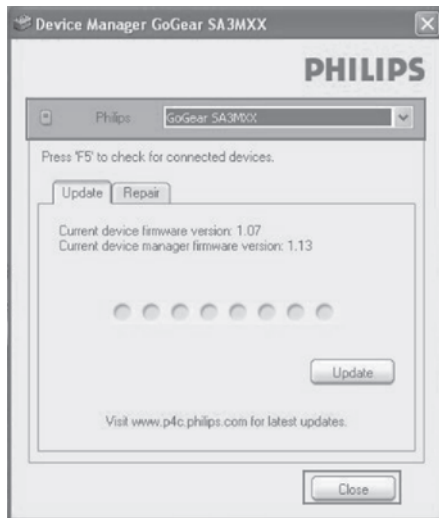 Device Manager GoGear SA3MXX
PHILIPS
Philips GoGear SA3MXX
Press 'F5' to check for connected devices.
Update Repair
Current device firmware version: 1.07
Current device manager firmware version: 1.13
Update
Visit www.p4c.philips.com for latest updates.
Close